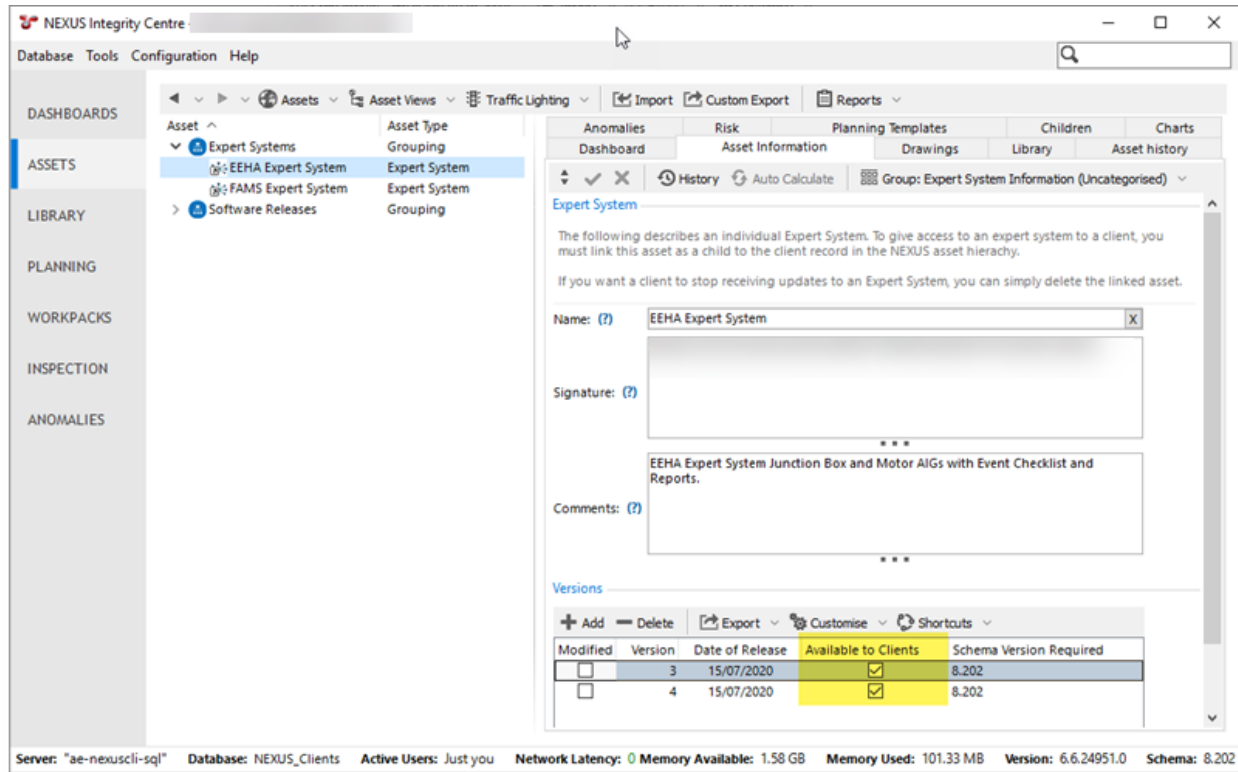 NEXUS Integrity Centre -
Database Tools Configuration Help
DASHBOARDS
ASSETS
LIBRARY
PLANNING
WORKPACKS
INSPECTION
ANOMALIES
Assets Asset Views Traffic Lighting Import Custom Export Reports
Asset Asset Type
Expert Systems Grouping
EEHA Expert System Expert System
FAMS Expert System Expert System
Software Releases Grouping
Anomalies Risk Planning Templates Children Charts
Dashboard Asset Information Drawings Library Asset history
History Auto Calculate Group: Expert System Information (Uncategorised)
Expert System
The following describes an individual Expert System. To give access to an expert system to a client, you
must link this asset as a child to the client record in the NEXUS asset hierachy.
If you want a client to stop receiving updates to an Expert System, you can simply delete the linked asset.
Name: (?) EEHA Expert System X
Signature: (?)
Comments: (?)
EEHA Expert System Junction Box and Motor AIGs with Event Checklist and
Reports.
Versions
Add Delete Export Customise Shortcuts
Modified Version Date of Release Available to Clients Schema Version Required
3 15/07/2020 8.202
4 15/07/2020 8.202
Server: "ae-nexuscli-sql" Database: NEXUS_Clients Active Users: Just you Network Latency: 0 Memory Available: 1.58 GB Memory Used: 101.33 MB Version: 6.6.24951.0 Schema: 8.202